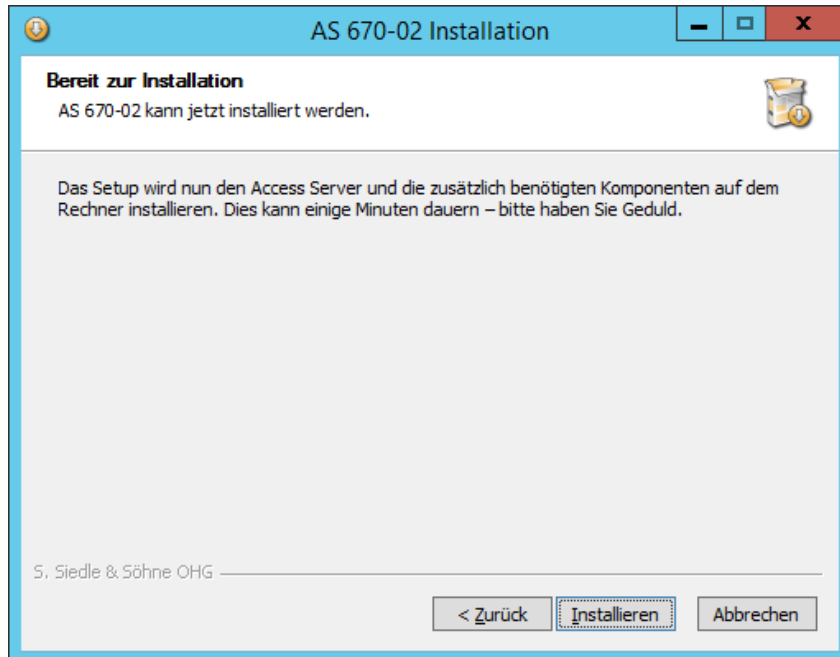 AS 670-02 Installation
Bereit zur Installation
AS 670-02 kann jetzt installiert werden.
Das Setup wird nun den Access Server und die zusätzlich benötigten Komponenten auf dem
Rechner installieren. Dies kann einige Minuten dauern – bitte haben Sie Geduld.
S. Siedle & Söhne OHG
< Zurück Installieren Abbrechen